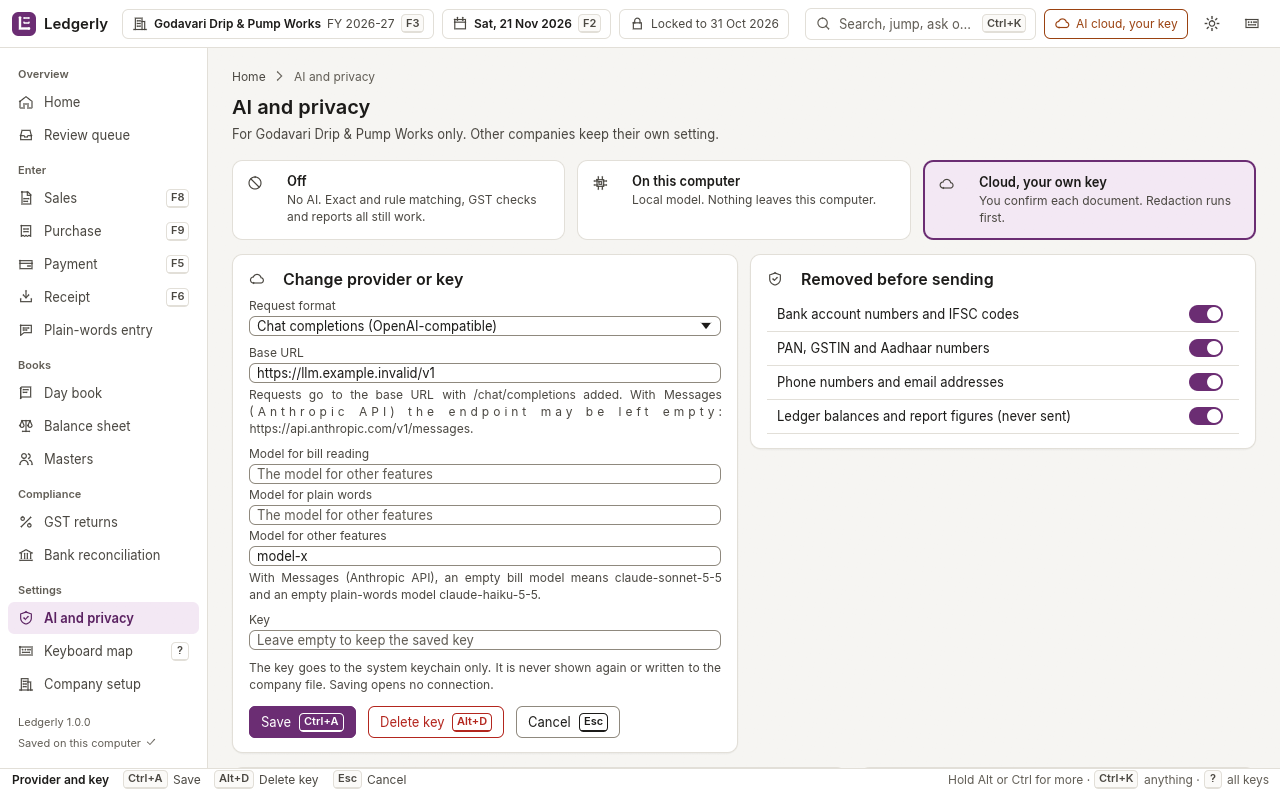 Ledgerly
Godavari Drip & Pump Works FY 2026-27 F3
Sat, 21 Nov 2026 F2
Locked to 31 Oct 2026
Search, jump, ask o... Ctrl+K
AI cloud, your key
Overview
Home
Review queue
Enter
Sales F8
Purchase F9
Payment F5
Receipt F6
Plain-words entry
Books
Day book
Balance sheet
Masters
Compliance
GST returns
Bank reconciliation
Settings
AI and privacy
Keyboard map ?
Company setup
Ledgerly 1.0.0
Saved on this computer
Home AI and privacy
AI and privacy
For Godavari Drip & Pump Works only. Other companies keep their own setting.
Off
No AI. Exact and rule matching, GST checks
and reports all still work.
On this computer
Local model. Nothing leaves this computer.
Cloud, your own key
You confirm each document. Redaction runs
first.
Change provider or key
Request format
Chat completions (OpenAI-compatible)
Base URL
https://llm.example.invalid/v1
Requests go to the base URL with /chat/completions added. With Messages
(Anthropic API) the endpoint may be left empty:
https://api.anthropic.com/v1/messages.
Model for bill reading
The model for other features
Model for plain words
The model for other features
Model for other features
model-x
With Messages (Anthropic API), an empty bill model means claude-sonnet-5-5
and an empty plain-words model claude-haiku-5-5.
Key
Leave empty to keep the saved key
The key goes to the system keychain only. It is never shown again or written to the
company file. Saving opens no connection.
Save Ctrl+A
Delete key Alt+D
Cancel Esc
Removed before sending
Bank account numbers and IFSC codes
PAN, GSTIN and Aadhaar numbers
Phone numbers and email addresses
Ledger balances and report figures (never sent)
Provider and key Ctrl+A Save Alt+D Delete key Esc Cancel
Hold Alt or Ctrl for more · Ctrl+K anything · ? all keys